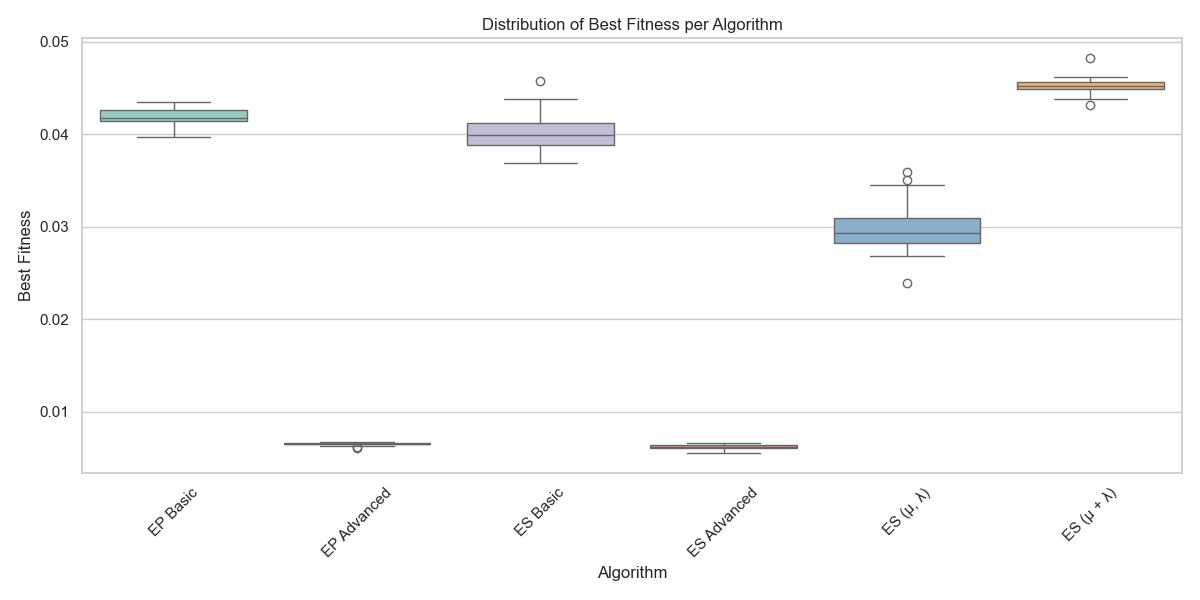 Distribution of Best Fitness per Algorithm
0.05
0.04
0.03
0.02
0.01
Best Fitness
EP Basic
EP Advanced
ES Basic
ES Advanced
ES (μ, λ)
ES (μ + λ)
Algorithm